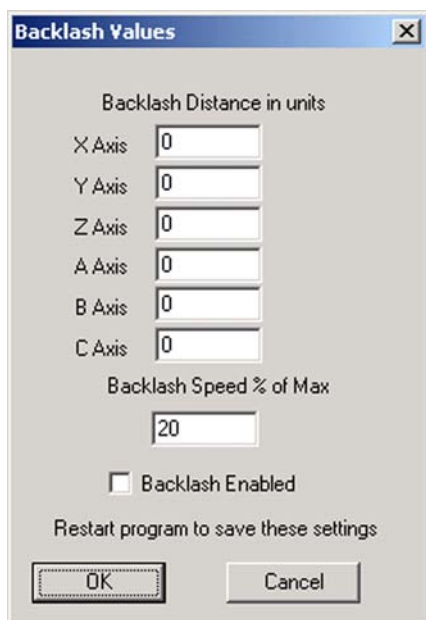 Backlash Values
Backlash Distance in units
X Axis 0
Y Axis 0
Z Axis 0
A Axis 0
B Axis 0
C Axis 0
Backlash Speed % of Max
20
Backlash Enabled
Restart program to save these settings
OK Cancel